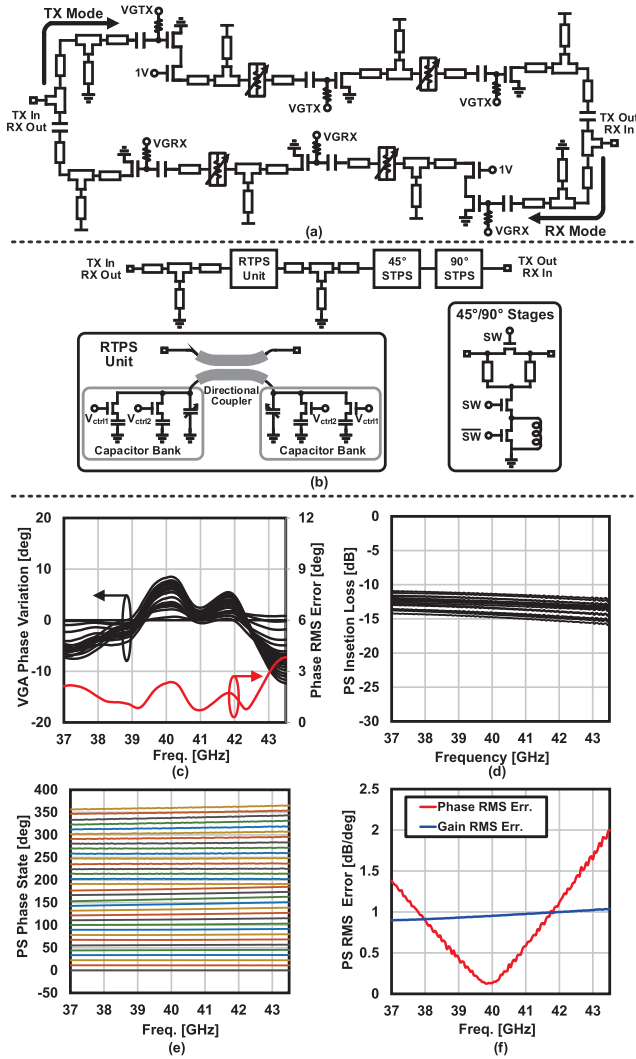 TX Mode
VGTX
1V
VGTX
VGTX
TX In
RX Out
TX Out
RX In
VGRX
VGRX
1V
VGRX
RX Mode
(a)
TX In
RX Out
RTPS
Unit
45°
STPS
90°
STPS
TX Out
RX In
RTPS
Unit
Directional
Coupler
Vctrl1
Vctrl2
Vctrl2
Vctrl1
Capacitor Bank
Capacitor Bank
45°/90° Stages
SW
SW
SW
(b)
VGA Phase Variation [deg]
20
10
0
-10
-20
12
9
6
3
0
Phase RMS Error [deg]
37 38 39 40 41 42 43
Freq. [GHz]
(c)
PS Insetion Loss [dB]
0
-5
-10
-15
-20
-25
-30
37 38 39 40 41 42 43
Frequency [GHz]
(d)
PS Phase State [deg]
400
350
300
250
200
150
100
50
0
-50
37 38 39 40 41 42 43
Freq. [GHz]
(e)
PS RMS Error [dB/deg]
2.5
2
1.5
1
0.5
0
Phase RMS Err.
Gain RMS Err.
37 38 39 40 41 42 43
Freq. [GHz]
(f)